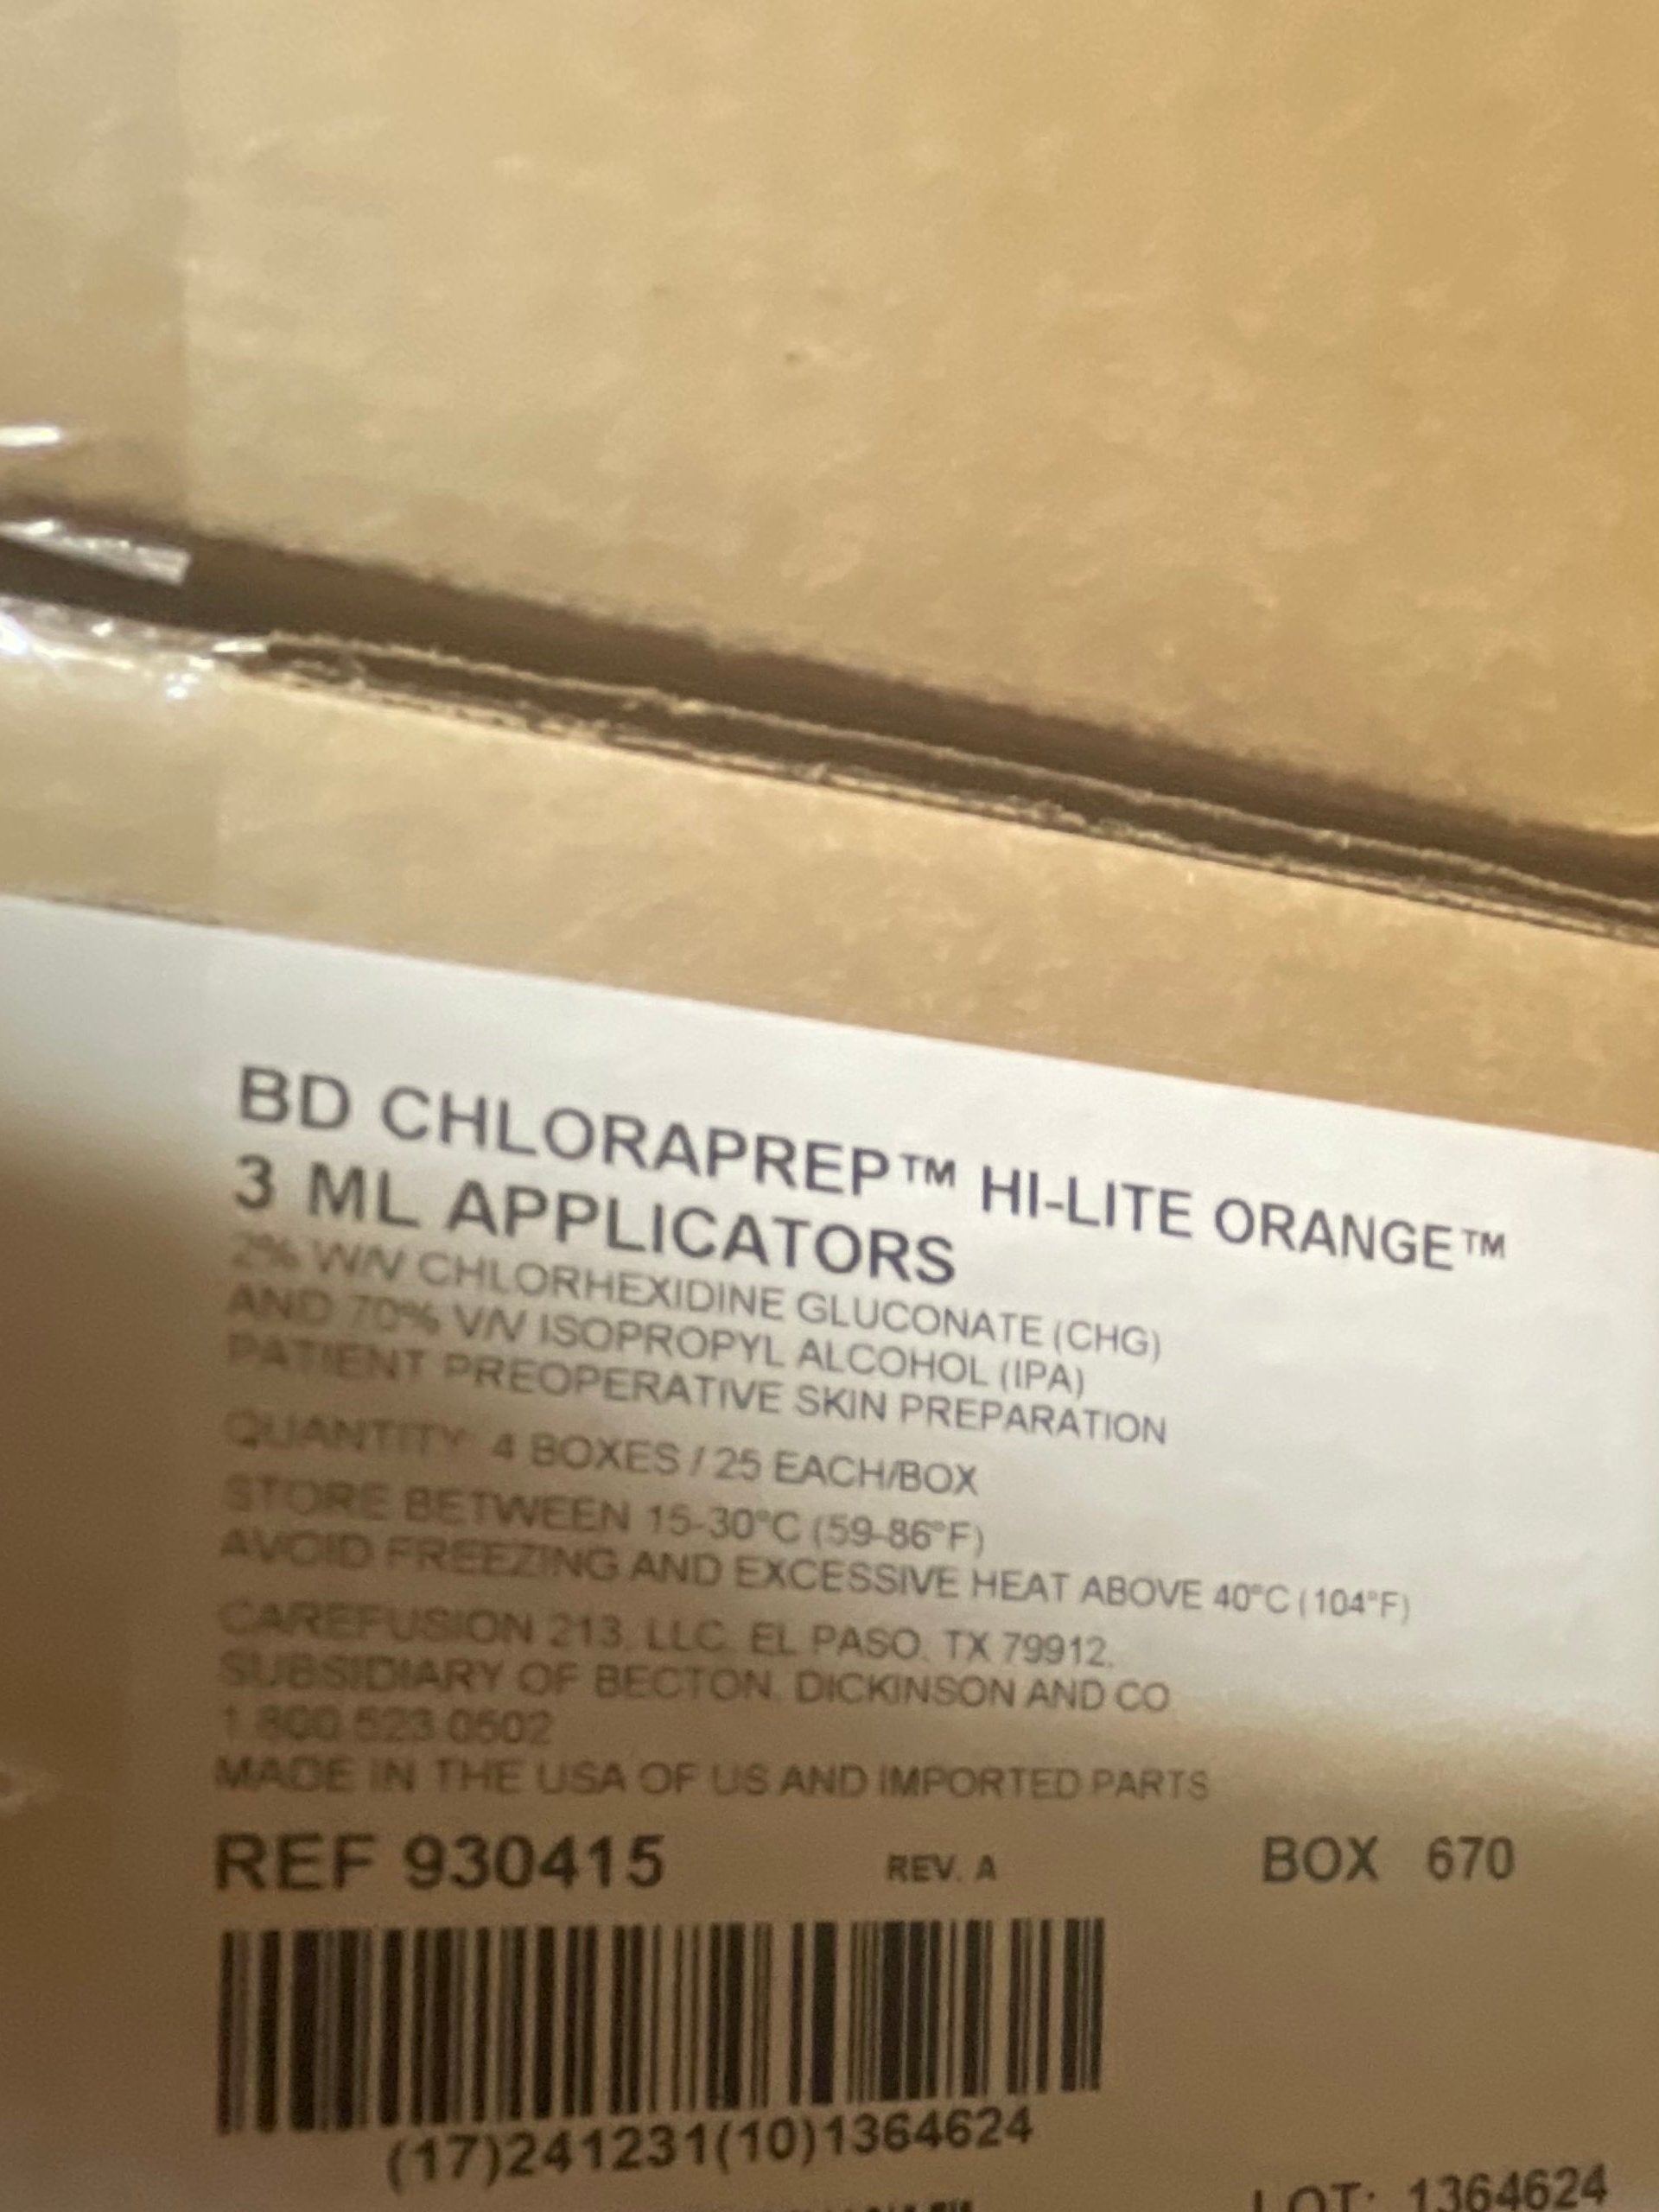 BD CHLORAPREP™ HI-LITE ORANGE™
3 ML APPLICATORS
2% W/V CHLORHEXIDINE GLUCONATE (CHG)
AND 70% V/V ISOPROPYL ALCOHOL (IPA)
PATIENT PREOPERATIVE SKIN PREPARATION
QUANTITY: 4 BOXES / 25 EACH/BOX
STORE BETWEEN 15-30°C (59-86°F)
AVOID FREEZING AND EXCESSIVE HEAT ABOVE 40°C (104°F)
CAREFUSION 213, LLC, EL PASO, TX 79912,
SUBSIDIARY OF BECTON, DICKINSON AND CO
1.800.523.0502
MADE IN THE USA OF US AND IMPORTED PARTS
REF 930415 REV. A BOX 670
(17)241231(10)1364624
LOT: 1364624